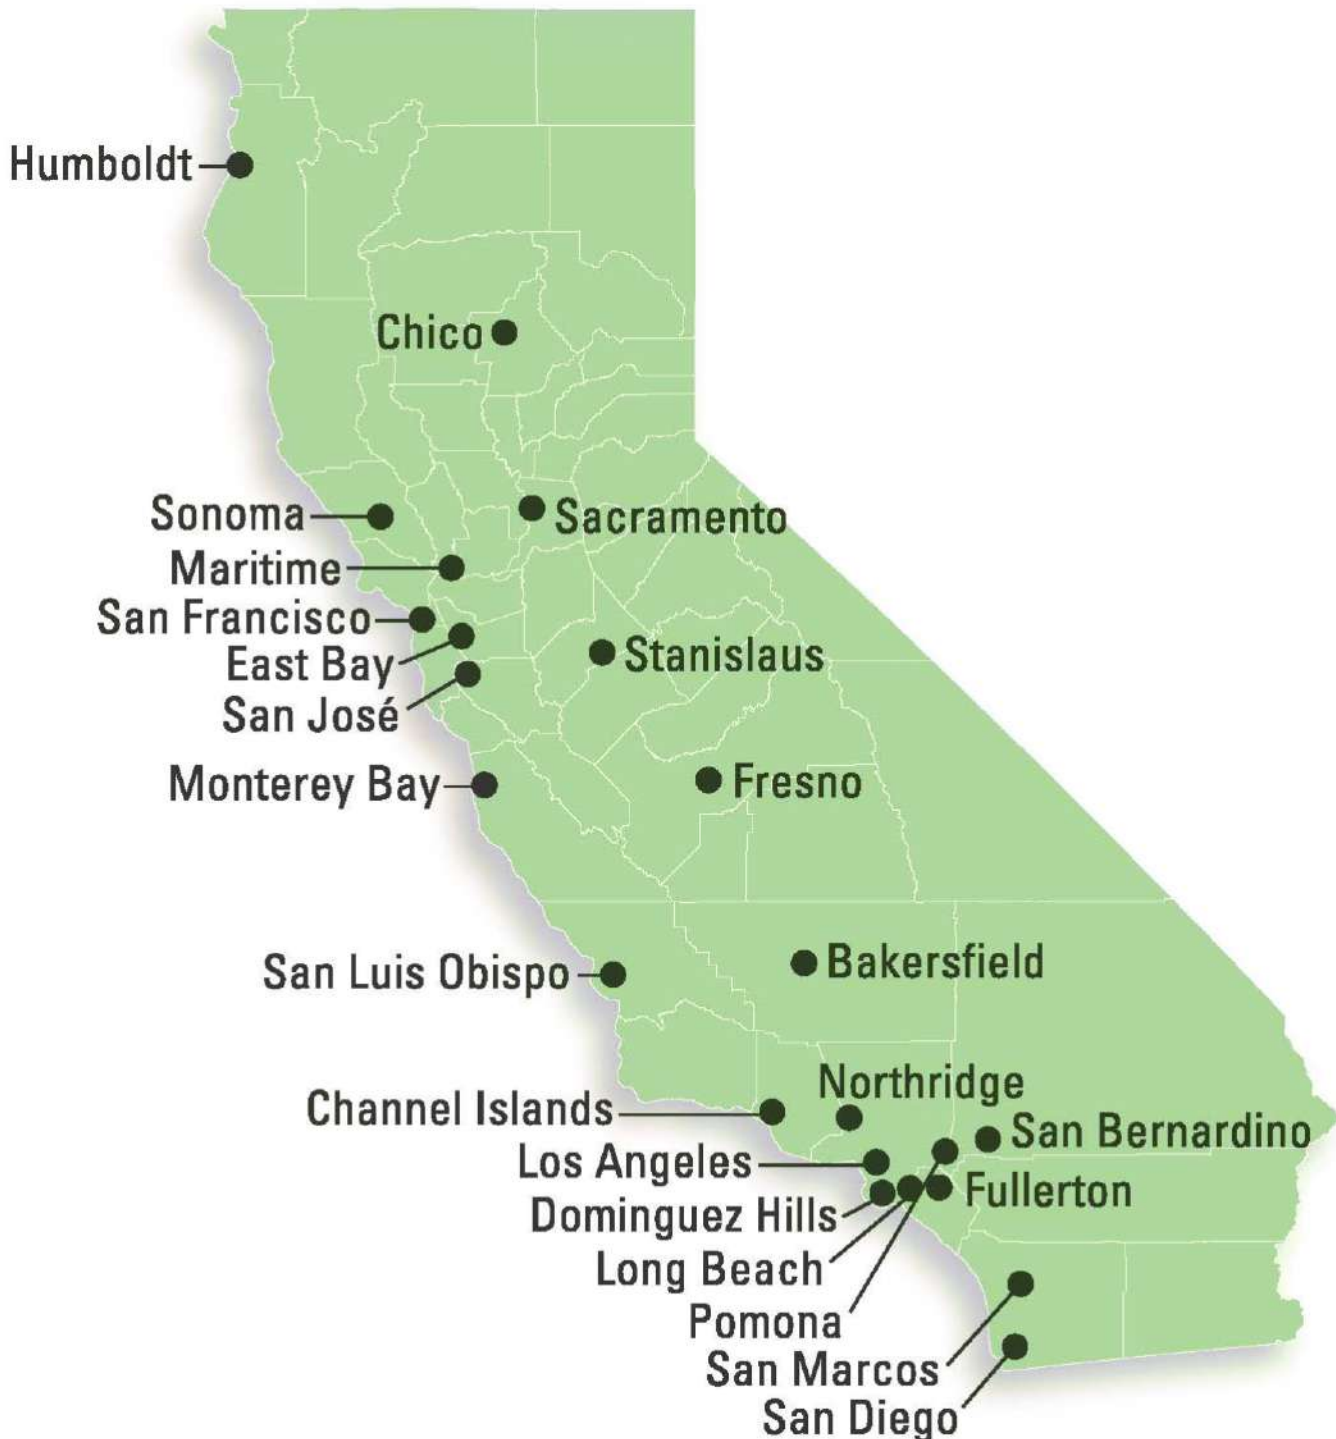 Humboldt
Chico
Sonoma
Sacramento
Maritime
San Francisco
East Bay
Stanislaus
San José
Monterey Bay
Fresno
San Luis Obispo
Bakersfield
Northridge
Channel Islands
San Bernardino
Los Angeles
Fullerton
Dominguez Hills
Long Beach
Pomona
San Marcos
San Diego